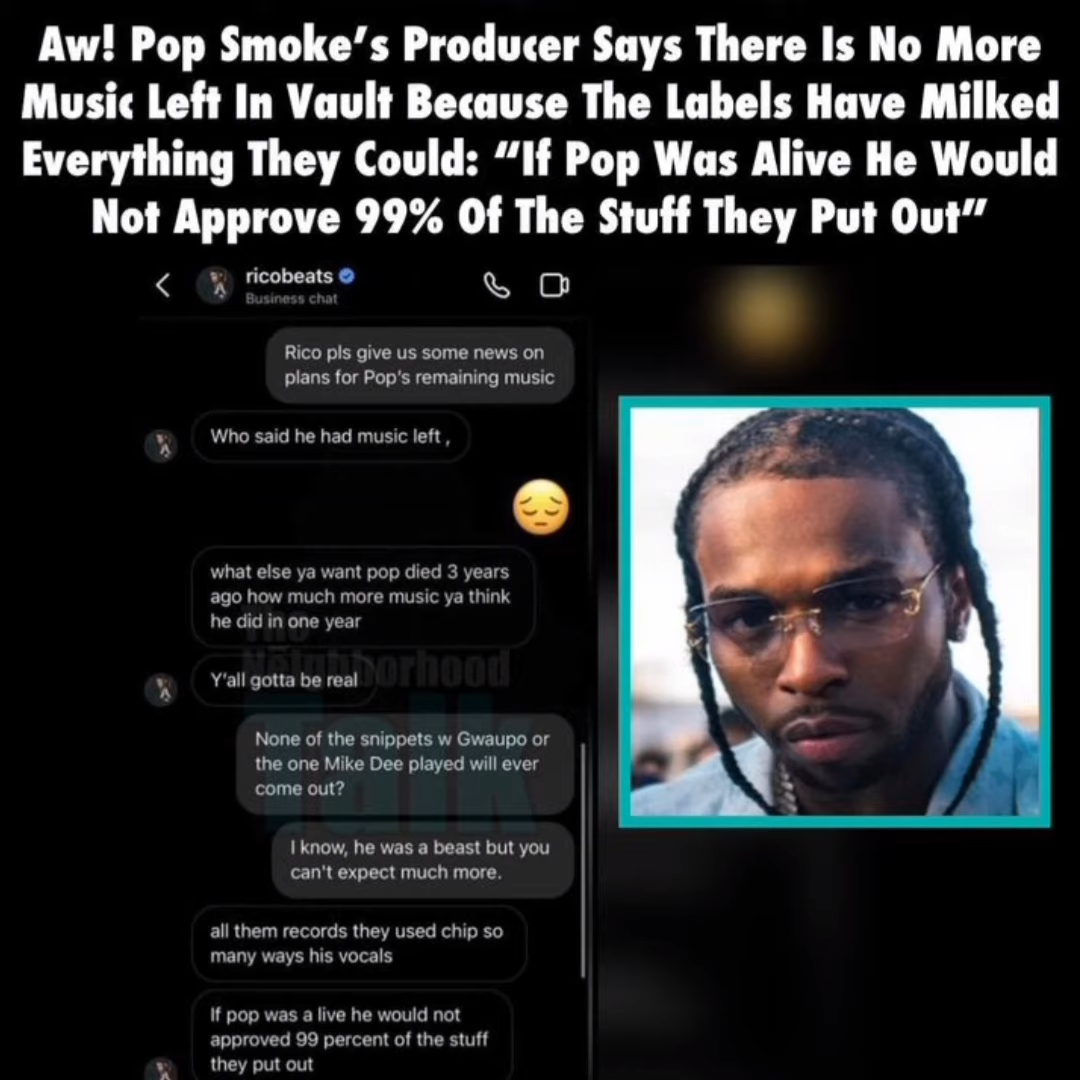 Aw! Pop Smoke's Producer Says There Is No More
Music Left In Vault Because The Labels Have Milked
Everything They Could: "If Pop Was Alive He Would
Not Approve 99% Of The Stuff They Put Out"
ricobeats
Business chat
Rico pls give us some news on
plans for Pop's remaining music
Who said he had music left ,
what else ya want pop died 3 years
ago how much more music ya think
he did in one year
The
Neighborhood
Talk
Y'all gotta be real
None of the snippets w Gwaupo or
the one Mike Dee played will ever
come out?
I know, he was a beast but you
can't expect much more.
all them records they used chip so
many ways his vocals
If pop was a live he would not
approved 99 percent of the stuff
they put out